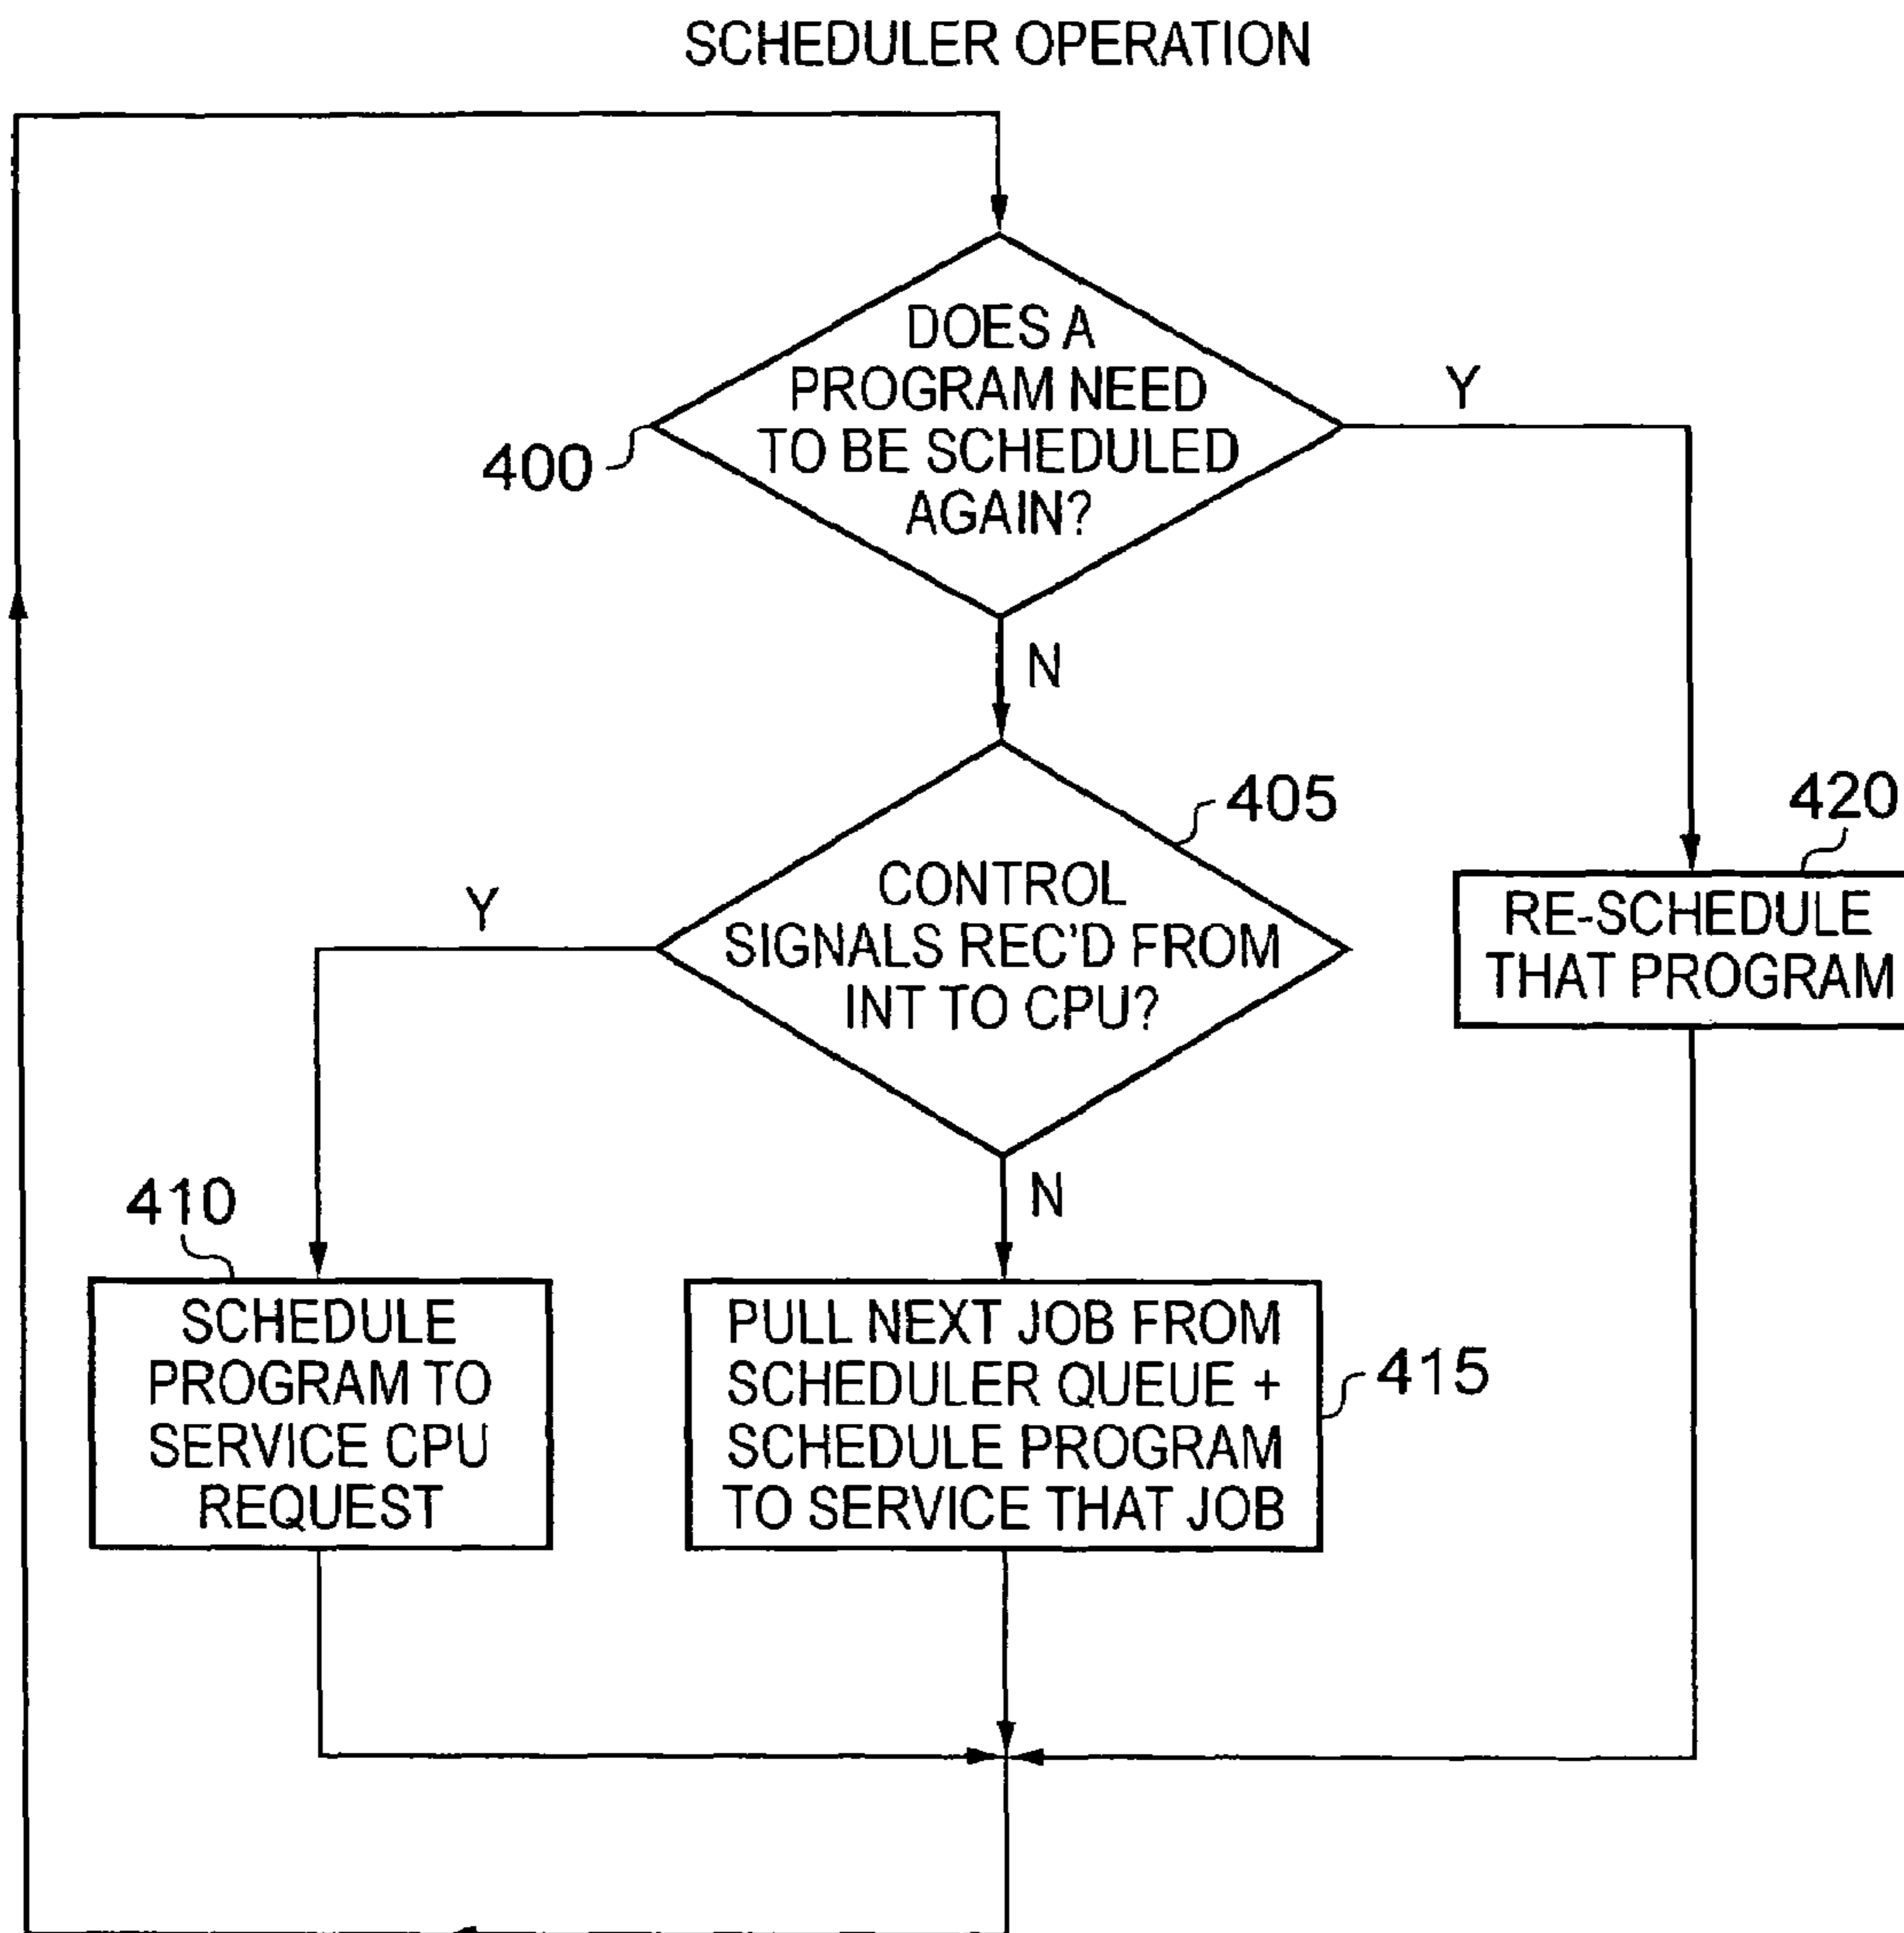 SCHEDULER OPERATION
DOES A
PROGRAM NEED
TO BE SCHEDULED
AGAIN?
400
Y
N
405
420
CONTROL
SIGNALS REC'D FROM
INT TO CPU?
Y
RE-SCHEDULE
THAT PROGRAM
N
410
SCHEDULE
PROGRAM TO
SERVICE CPU
REQUEST
PULL NEXT JOB FROM
SCHEDULER QUEUE +
SCHEDULE PROGRAM
TO SERVICE THAT JOB
415